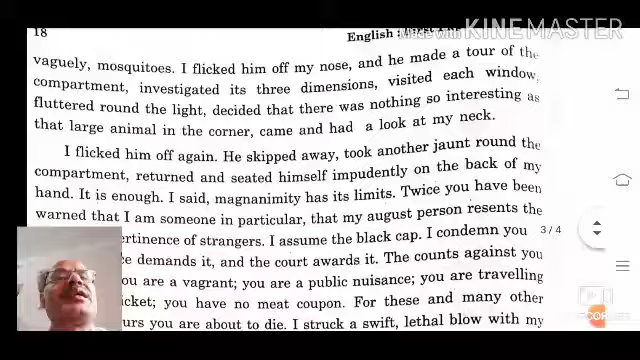 18
English :
Made with KINEMASTER
vaguely, mosquitoes. I flicked him off my nose, and he made a tour of the
compartment, investigated its three dimensions, visited each window,
fluttered round the light, decided that there was nothing so interesting as
that large animal in the corner, came and had a look at my neck.
I flicked him off again. He skipped away, took another jaunt round the
compartment, returned and seated himself impudently on the back of my
hand. It is enough. I said, magnanimity has its limits. Twice you have been
warned that I am someone in particular, that my august person resents the
pertinence of strangers. I assume the black cap. I condemn you
demands it, and the court awards it. The counts against you
you are a vagrant; you are a public nuisance; you are travelling
cket; you have no meat coupon. For these and many other
urs you are about to die. I struck a swift, lethal blow with my
3/4